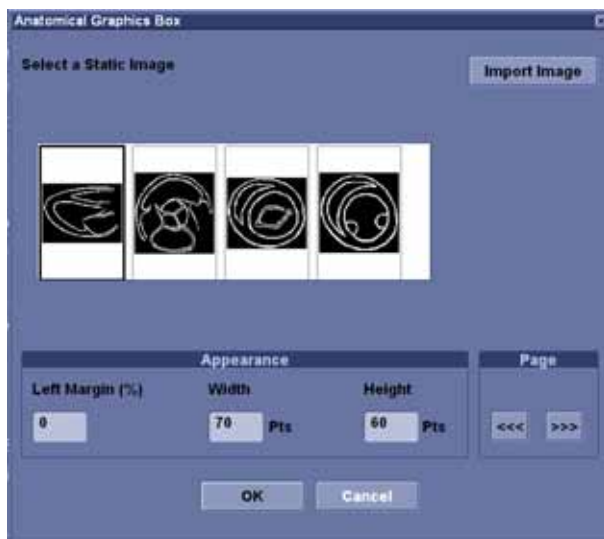 Anatomical Graphics Box
Select a Static Image
Import Image
Appearance
Page
Left Margin (%)
Width
Height
0
70 Pts
60 Pts
<<<
>>>
OK
Cancel